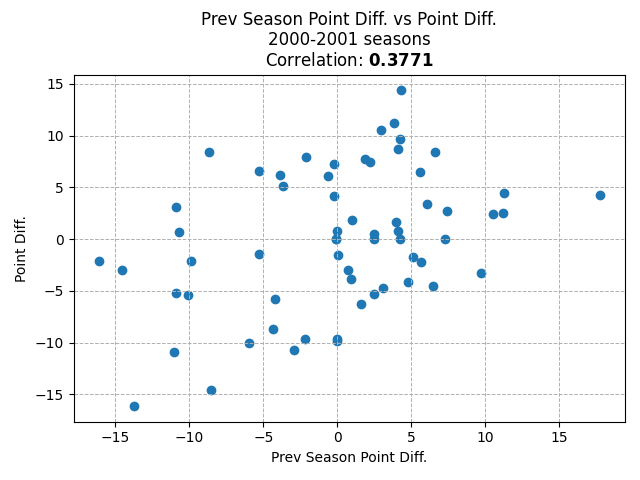 Prev Season Point Diff. vs Point Diff.
2000-2001 seasons
Correlation: 0.3771
15
10
5
0
−5
−10
−15
Point Diff.
−15
−10
−5
0
5
10
15
Prev Season Point Diff.